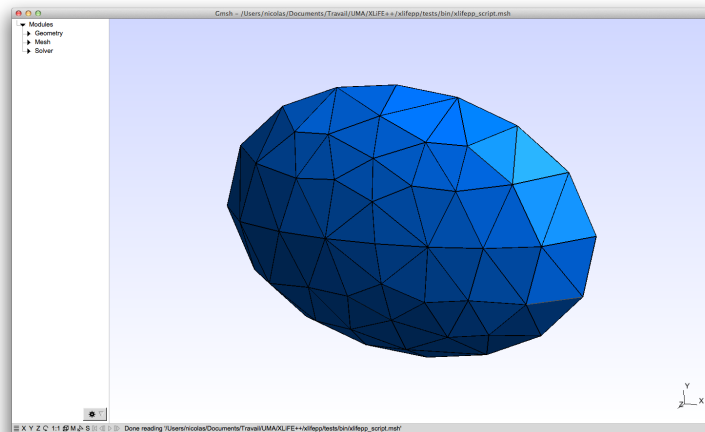 Gmsh - /Users/nicolas/Documents/Travail/UMA/XLiFE++/xlifepp/tests/bin/xlifepp_script.msh
Modules
Geometry
Mesh
Solver
Y
Z X
X Y Z 1:1 M S Done reading '/Users/nicolas/Documents/Travail/UMA/XLiFE++/xlifepp/tests/bin/xlifepp_script.msh'